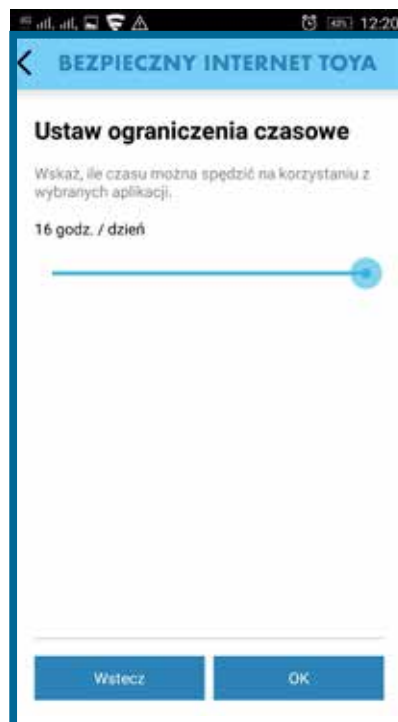 43% 12:20
BEZPIECZNY INTERNET TOYA
Ustaw ograniczenia czasowe
Wskaż, ile czasu można spędzić na korzystaniu z
wybranych aplikacji.
16 godz. / dzień
Wstecz OK